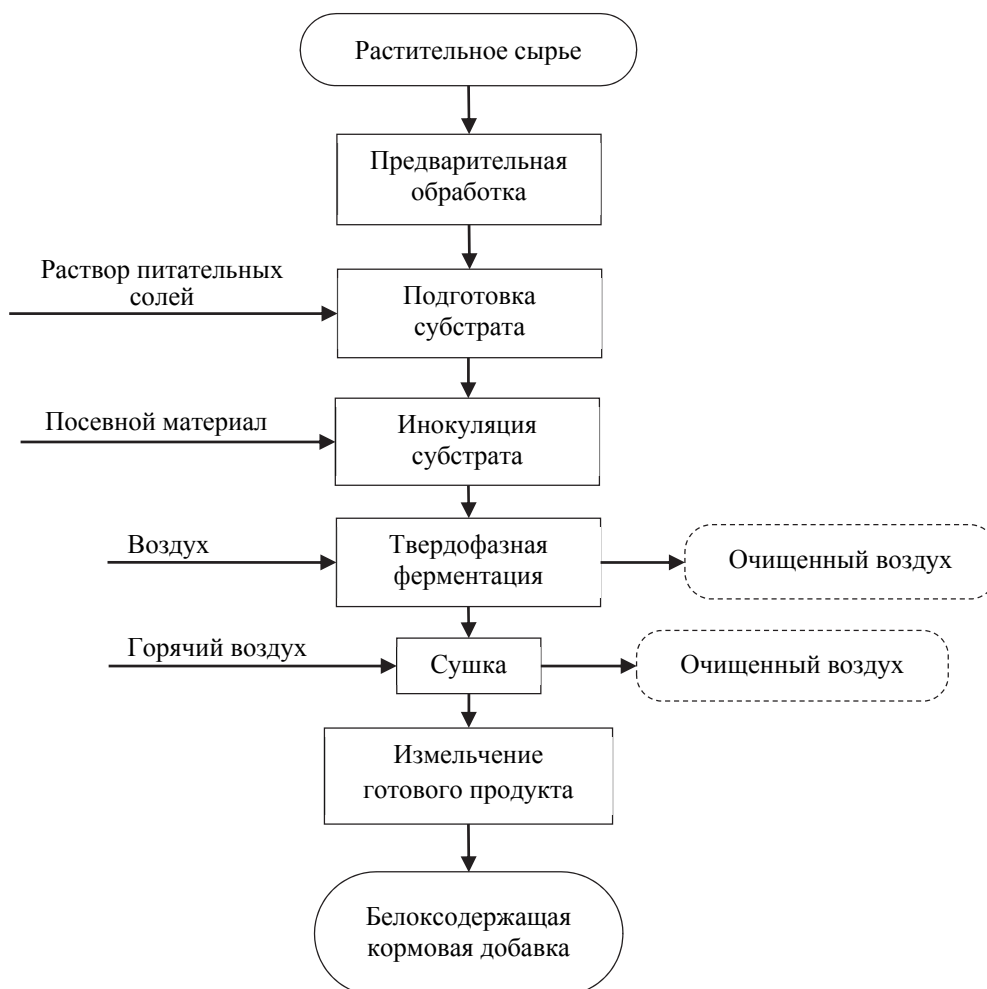 Растительное сырье
Предварительная
обработка
Раствор питательных
солей
Подготовка
субстрата
Посевной материал
Инокуляция
субстрата
Воздух
Твердофазная
ферментация
Очищенный воздух
Горячий воздух
Сушка
Очищенный воздух
Измельчение
готового продукта
Белоксодержащая
кормовая добавка